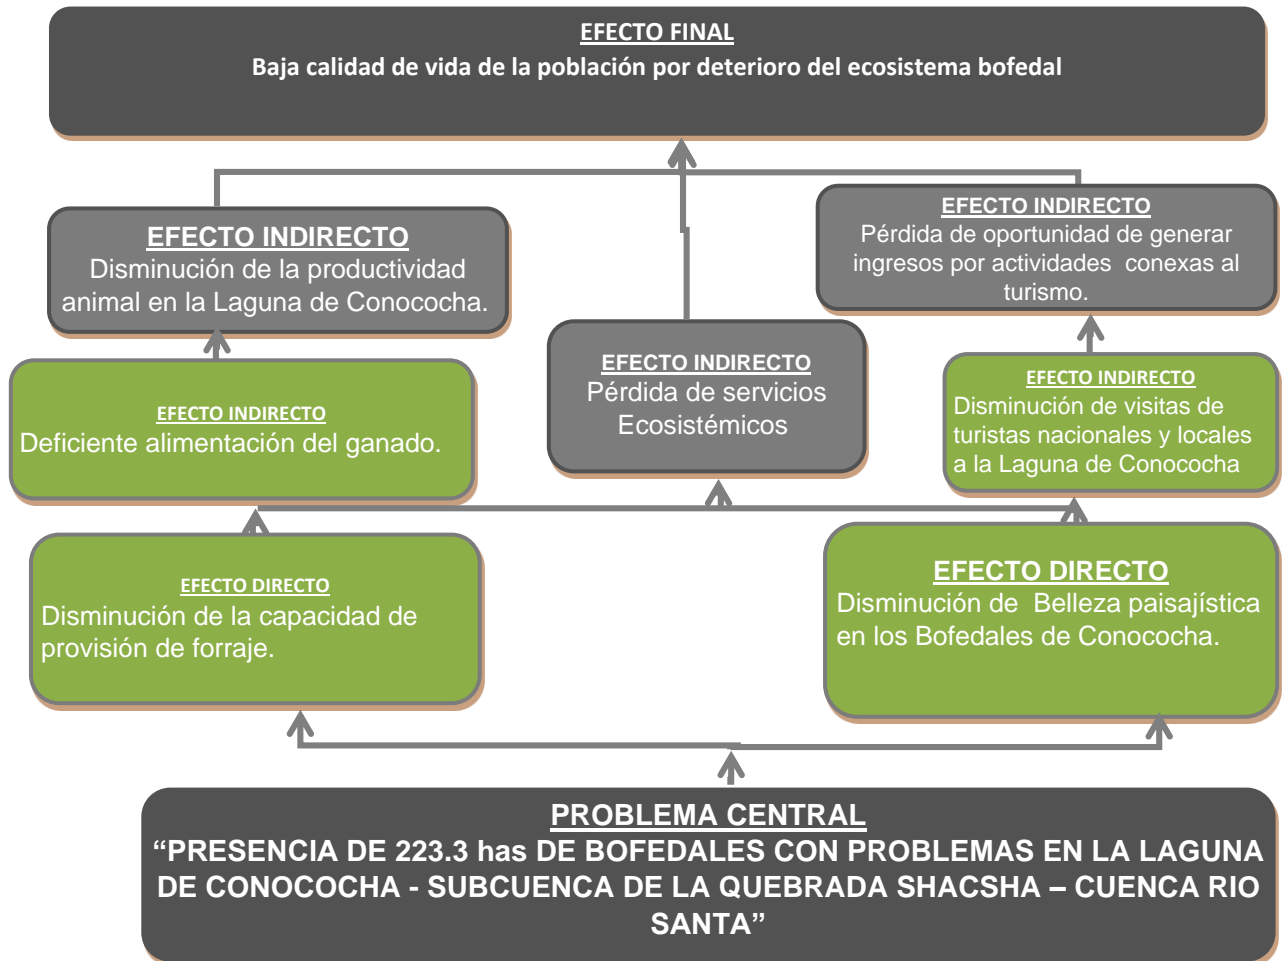 EFECTO FINAL
Baja calidad de vida de la población por deterioro del ecosistema bofedal
EFECTO INDIRECTO
Disminución de la productividad
animal en la Laguna de Conococha.
EFECTO INDIRECTO
Pérdida de oportunidad de generar
ingresos por actividades conexas al
turismo.
EFECTO INDIRECTO
Pérdida de servicios
Ecosistémicos
EFECTO INDIRECTO
Deficiente alimentación del ganado.
EFECTO INDIRECTO
Disminución de visitas de
turistas nacionales y locales
a la Laguna de Conococha
EFECTO DIRECTO
Disminución de la capacidad de
provisión de forraje.
EFECTO DIRECTO
Disminución de Belleza paisajística
en los Bofedales de Conococha.
PROBLEMA CENTRAL
“PRESENCIA DE 223.3 has DE BOFEDALES CON PROBLEMAS EN LA LAGUNA
DE CONOCOCHA - SUBCUENCA DE LA QUEBRADA SHACSHA – CUENCA RIO
SANTA”